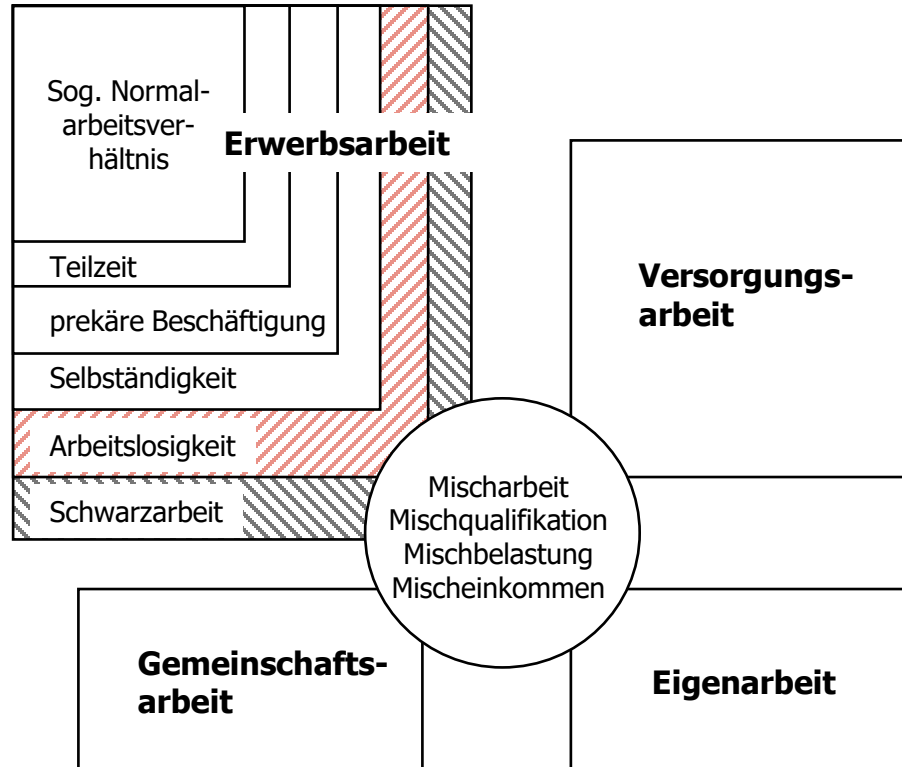 Sog. Normal-
arbeitsver-
hältnis
Erwerbsarbeit
Teilzeit
prekäre Beschäftigung
Selbständigkeit
Arbeitslosigkeit
Schwarzarbeit
Versorgungs-
arbeit
Mischarbeit
Mischqualifikation
Mischbelastung
Mischeinkommen
Gemeinschafts-
arbeit
Eigenarbeit